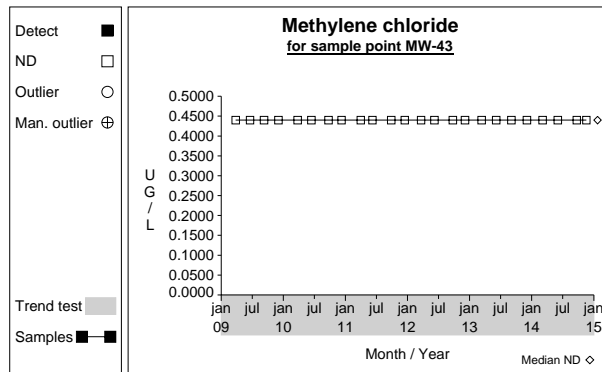 Detect
ND
Outlier
Man. outlier
Trend test
Samples
Methylene chloride
for sample point MW-43
U
G
/
L
0.5000
0.4500
0.4000
0.3500
0.3000
0.2500
0.2000
0.1500
0.1000
0.0500
0.0000
jan jul jan jul jan jul jan jul jan jul jan jul jan
09 10 11 12 13 14 15
Month / Year
Median ND